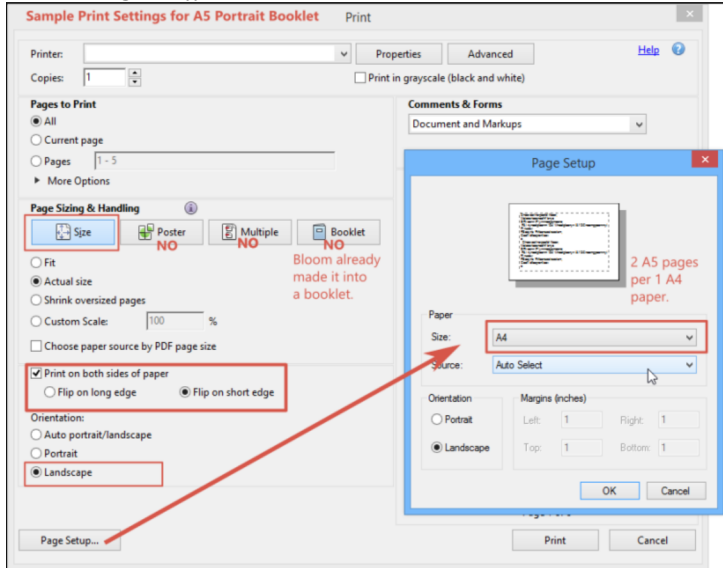 Sample Print Settings for A5 Portrait Booklet Print
Printer: Properties Advanced Help
Copies: 1 Print in grayscale (black and white)
Pages to Print
All
Current page
Pages 1 - 5
More Options
Comments & Forms
Document and Markups
Page Sizing & Handling
Size Poster Multiple Booklet
NO NO NO
Bloom already
made it into
a booklet.
Fit
Actual size
Shrink oversized pages
Custom Scale: 100 %
Choose paper source by PDF page size
Print on both sides of paper
Flip on long edge Flip on short edge
Orientation:
Auto portrait/landscape
Portrait
Landscape
Page Setup...
Page Setup
2 A5 pages
per 1 A4
paper.
Paper
Size: A4
Source: Auto Select
Orientation
Portrait
Landscape
Margins (inches)
Left: 1 Right: 1
Top: 1 Bottom: 1
OK Cancel
Print Cancel